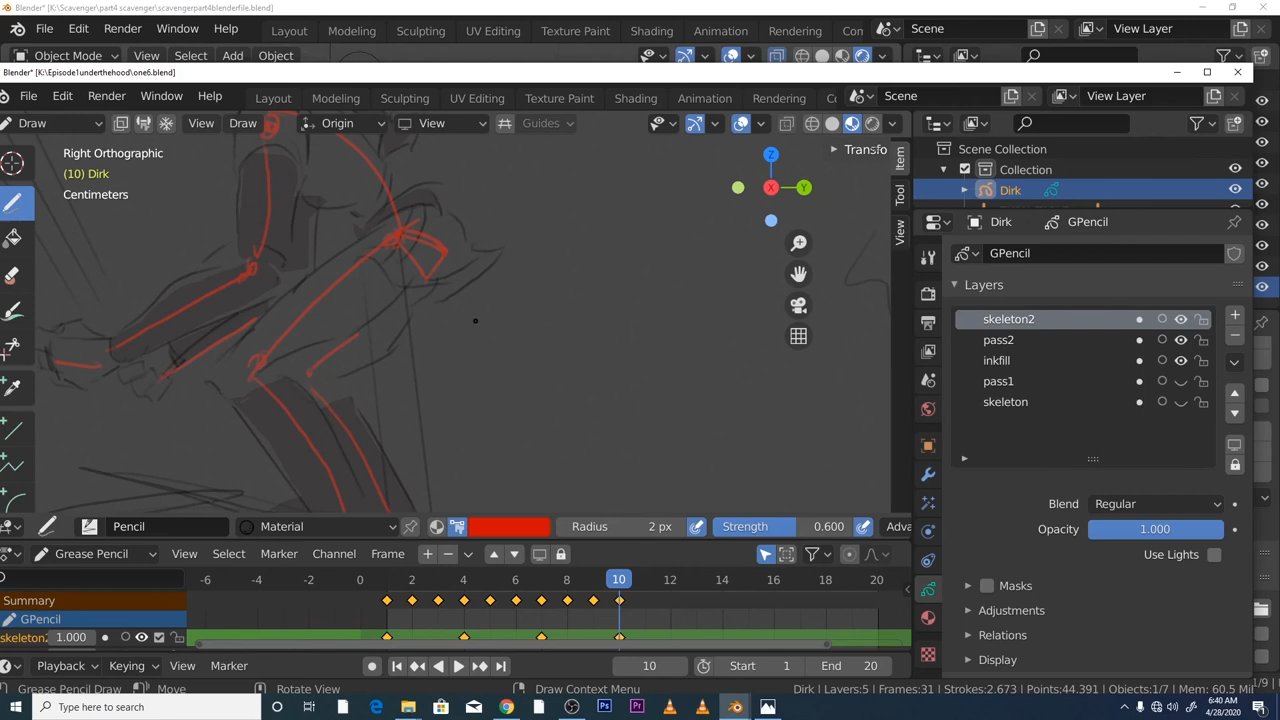 Blender* [K:\Scavenger\part4 scavenger\scavengerpart4blenderfile.blend]
File Edit Render Window Help Layout Modeling Sculpting UV Editing Texture Paint Shading Animation Rendering Scene View Layer
Object Mode View Select Add Object
Blender* [K:\Episode1underthehood\one6.blend]
File Edit Render Window Help Layout Modeling Sculpting UV Editing Texture Paint Shading Animation Rendering Scene View Layer
Draw View Draw Origin View Guides
Right Orthographic
(10) Dirk
Centimeters
Z
X Y
Transfo
Item
Tool
View
Scene Collection
Collection
Dirk
Dirk GPencil
GPencil
Layers
skeleton2
pass2
inkfill
pass1
skeleton
Blend Regular
Opacity 1.000
Use Lights
Masks
Adjustments
Relations
Display
Pencil Material Radius 2 px Strength 0.600 Adva
Grease Pencil View Select Marker Channel Frame
-6 -4 -2 0 2 4 6 8 10 12 14 16 18 20
Summary
GPencil
skeleton2 1.000
Playback Keying View Marker 10 Start 1 End 20
Grease Pencil Draw Move Rotate View Draw Context Menu Dirk | Layers:5 | Frames:31 | Strokes:2.673 | Points:44.391 | Objects:1/7 | Mem: 60.5 Mi
Type here to search
6:40 AM
4/28/2020